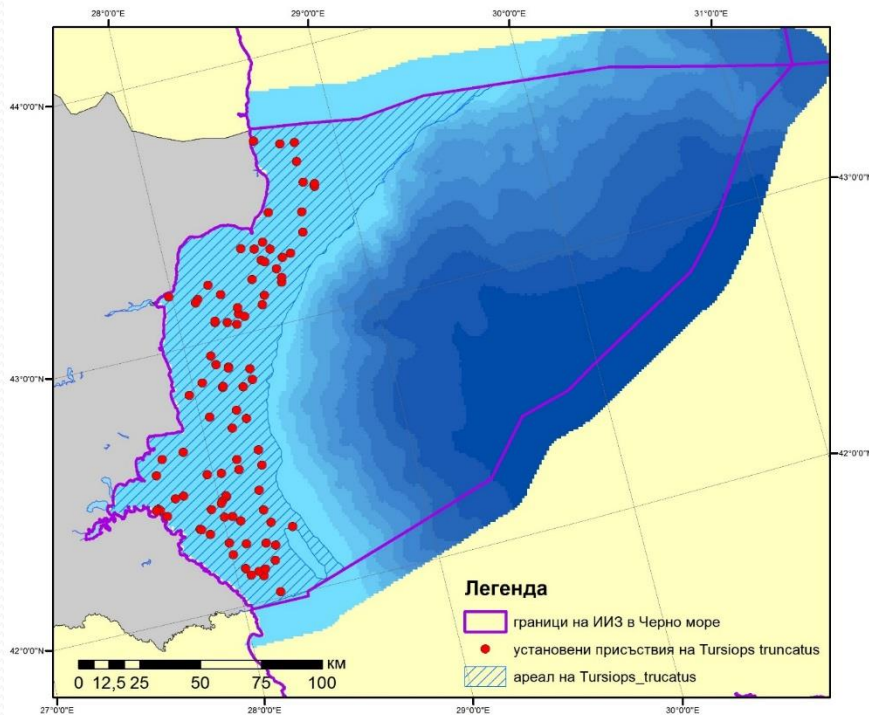 28°0'0"E
29°0'0"E
30°0'0"E
31°0'0"E
44°0'0"N
43°0'0"N
43°0'0"N
42°0'0"N
42°0'0"N
Легенда
граници на ИИЗ в Черно море
установени присъствия на Tursiops truncatus
ареал на Tursiops_trucatus
км
0 12,5 25 50 75 100
27°0'0"E
28°0'0"E
29°0'0"E
30°0'0"E